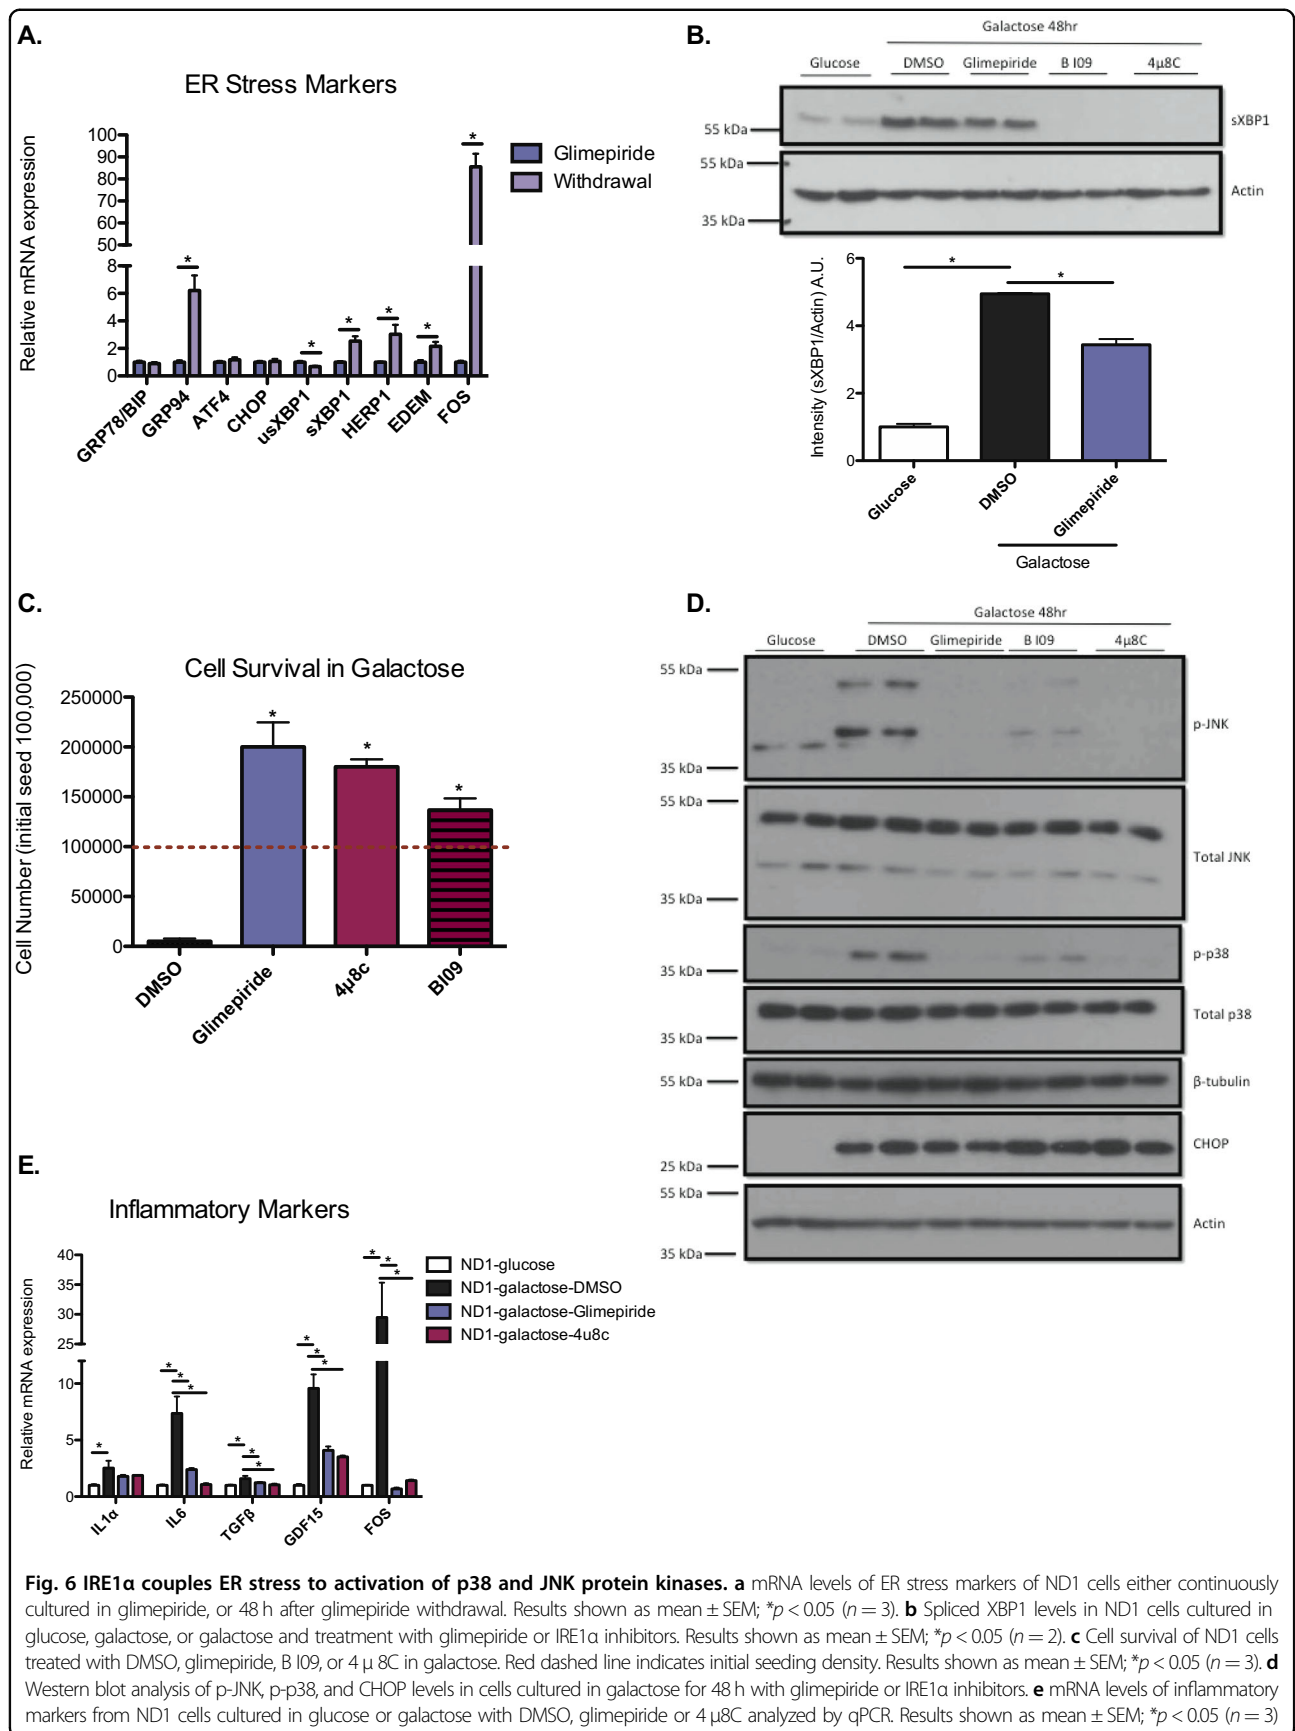 A.
ER Stress Markers
Relative mRNA expression
100
90
80
70
60
50
8
6
4
2
0
*
*
*
*
*
*
Glimepiride
Withdrawal
GRP78/BIP
GRP94
ATF4
CHOP
usXBP1
sXBP1
HERP1
EDEM
FOS
B.
Galactose 48hr
Glucose DMSO Glimepiride B I09 4µ8C
55 kDa
sXBP1
55 kDa
Actin
35 kDa
Intensity (sXBP1/Actin) A.U.
6
4
2
0
*
*
Glucose
DMSO
Glimepiride
Galactose
C.
Cell Survival in Galactose
Cell Number (initial seed 100,000)
250000
200000
150000
100000
50000
0
*
*
*
DMSO
Glimepiride
4µ8c
BI09
D.
Galactose 48hr
Glucose DMSO Glimepiride B I09 4µ8C
55 kDa
p-JNK
35 kDa
55 kDa
Total JNK
35 kDa
p-p38
35 kDa
Total p38
35 kDa
55 kDa
β-tubulin
CHOP
25 kDa
55 kDa
Actin
35 kDa
E.
Inflammatory Markers
Relative mRNA expression
40
35
30
25
10
5
0
*
* * *
* * *
* * *
* * *
ND1-glucose
ND1-galactose-DMSO
ND1-galactose-Glimepiride
ND1-galactose-4u8c
IL1α
IL6
TGFβ
GDF15
FOS
Fig. 6 IRE1α couples ER stress to activation of p38 and JNK protein kinases. a mRNA levels of ER stress markers of ND1 cells either continuously
cultured in glimepiride, or 48 h after glimepiride withdrawal. Results shown as mean ± SEM; *p < 0.05 (n = 3). b Spliced XBP1 levels in ND1 cells cultured in
glucose, galactose, or galactose and treatment with glimepiride or IRE1α inhibitors. Results shown as mean ± SEM; *p < 0.05 (n = 2). c Cell survival of ND1 cells
treated with DMSO, glimepiride, B I09, or 4 µ 8C in galactose. Red dashed line indicates initial seeding density. Results shown as mean ± SEM; *p < 0.05 (n = 3). d
Western blot analysis of p-JNK, p-p38, and CHOP levels in cells cultured in galactose for 48 h with glimepiride or IRE1α inhibitors. e mRNA levels of inflammatory
markers from ND1 cells cultured in glucose or galactose with DMSO, glimepiride or 4 µ8C analyzed by qPCR. Results shown as mean ± SEM; *p < 0.05 (n = 3)